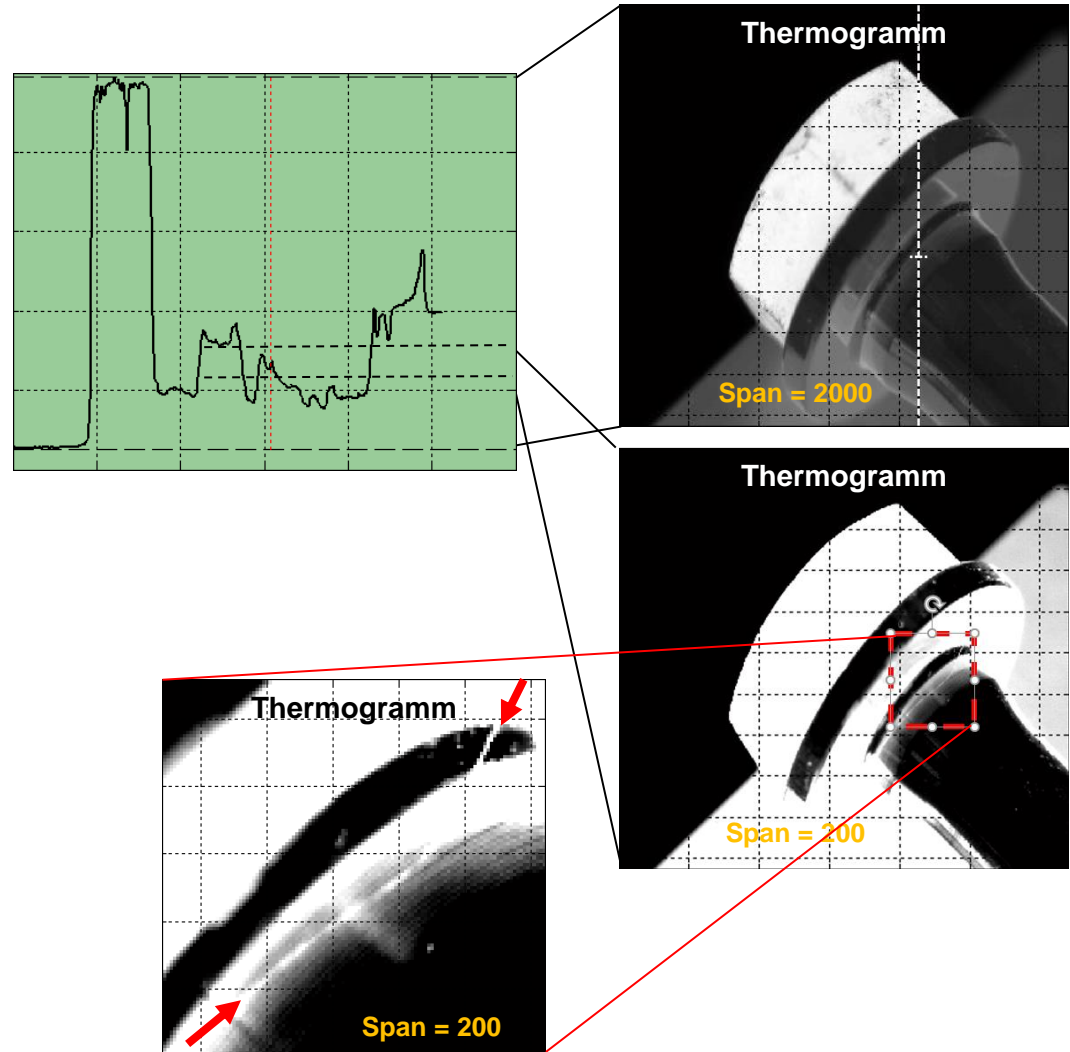 Thermogramm
Span = 2000
Thermogramm
Span = 200
Thermogramm
Span = 200